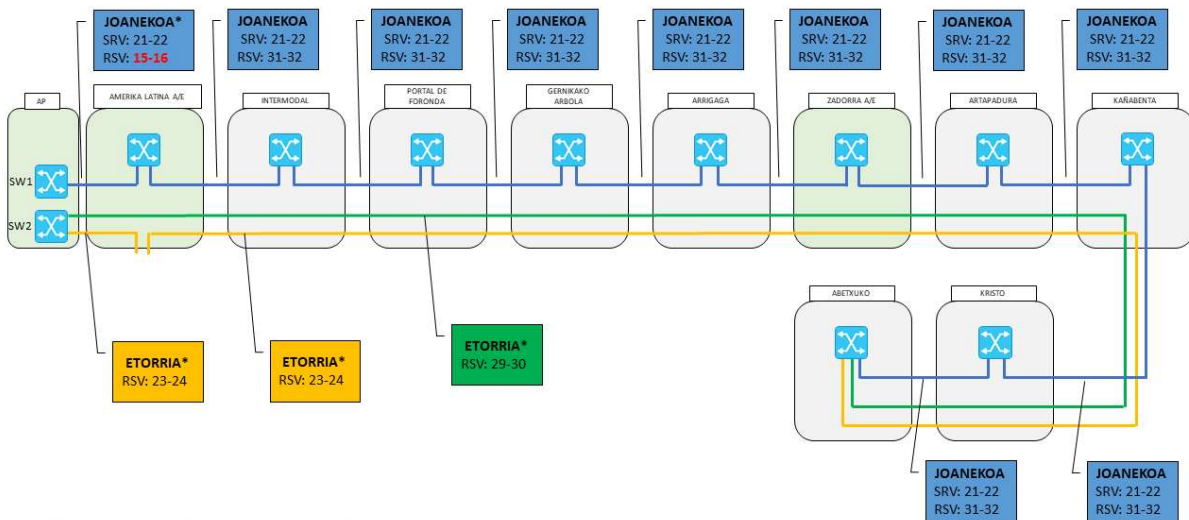 JOANEKOA*
SRV: 21-22
RSV: 15-16
JOANEKOA
SRV: 21-22
RSV: 31-32
JOANEKOA
SRV: 21-22
RSV: 31-32
JOANEKOA
SRV: 21-22
RSV: 31-32
JOANEKOA
SRV: 21-22
RSV: 31-32
JOANEKOA
SRV: 21-22
RSV: 31-32
JOANEKOA
SRV: 21-22
RSV: 31-32
JOANEKOA
SRV: 21-22
RSV: 31-32
AP
AMERIKA LATINA A/E
INTERMODAL
PORTAL DE
FORONDA
GERNIKAKO
ARBOLA
ARRIGAGA
ZADORRA A/E
ARTAPADURA
KAÑABENTA
SW1
SW2
ABETXUKO
KRISTO
ETORRIA*
RSV: 23-24
ETORRIA*
RSV: 23-24
ETORRIA*
RSV: 29-30
JOANEKOA
SRV: 21-22
RSV: 31-32
JOANEKOA
SRV: 21-22
RSV: 31-32